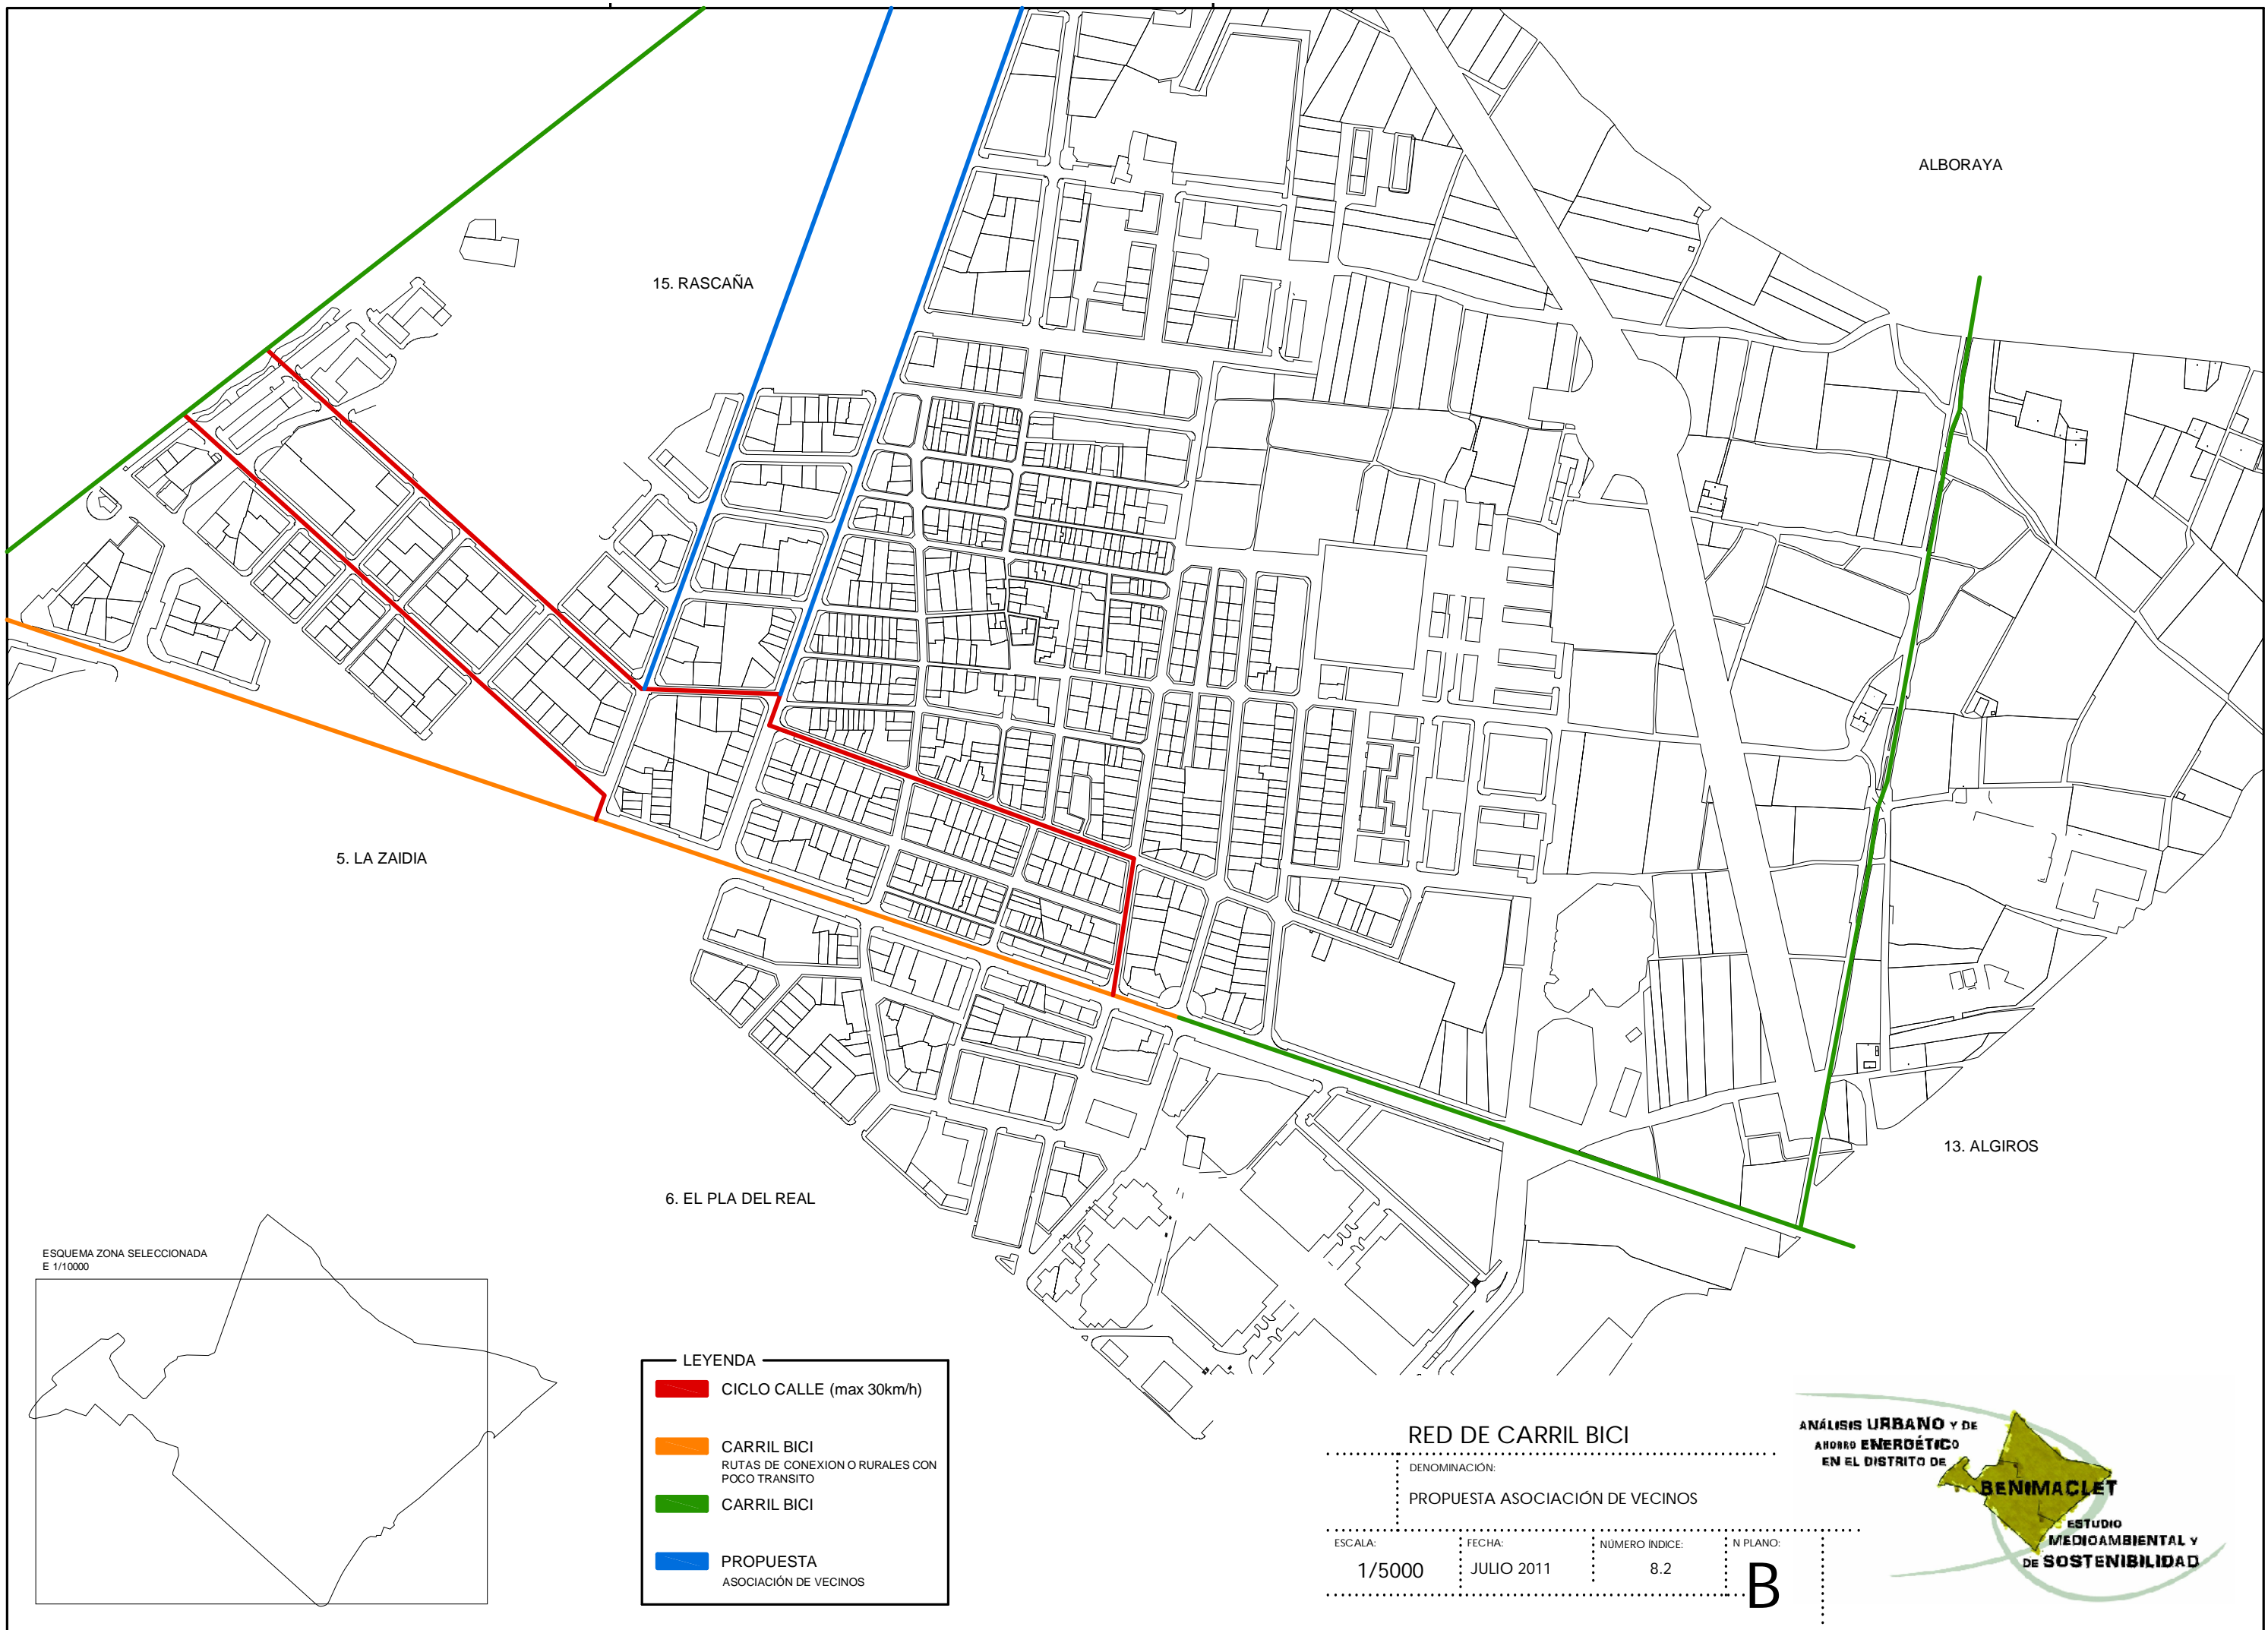 ALBORAYA
15. RASCAÑA
5. LA ZAIDIA
13. ALGIROS
6. EL PLA DEL REAL
ESQUEMA ZONA SELECCIONADA
E 1/10000
LEYENDA
CICLO CALLE (max 30km/h)
CARRIL BICI
RUTAS DE CONEXION O RURALES CON
POCO TRANSITO
CARRIL BICI
PROPUESTA
ASOCIACIÓN DE VECINOS
RED DE CARRIL BICI
DENOMINACIÓN:
PROPUESTA ASOCIACIÓN DE VECINOS
ESCALA:
1/5000
FECHA:
JULIO 2011
NÚMERO ÍNDICE:
8.2
N PLANO:
B
ANÁLISIS URBANO Y DE
AHORRO ENERGÉTICO
EN EL DISTRITO DE
BENIMACLET
ESTUDIO
MEDIOAMBIENTAL Y
DE SOSTENIBILIDAD